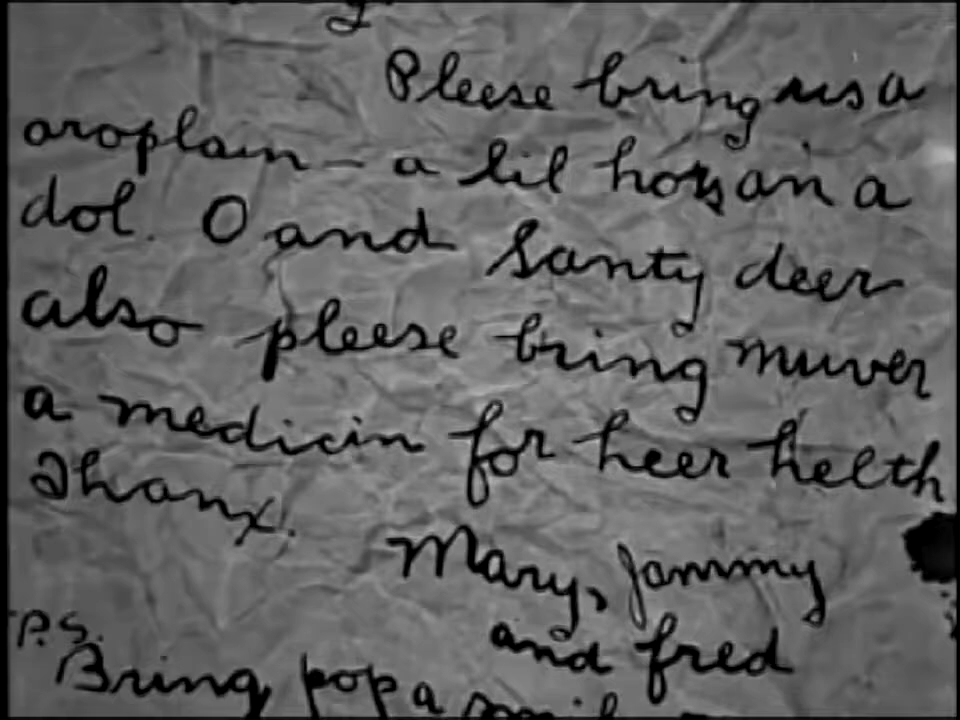 Pleese bring us a
aroplain – a lil hors an a
dol. O and Santy deer
also pleese bring muver
a medicin for heer helth
Thanx.
Mary, Jammy
and fred
P.S.
Bring pop a